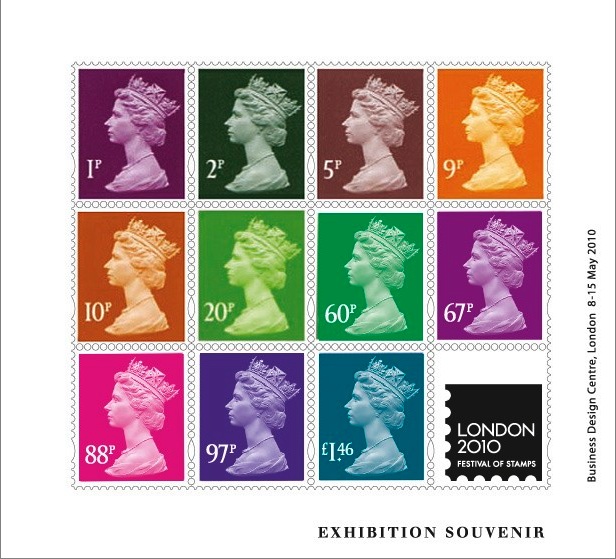 1P
2P
5P
9P
10P
20P
60P
67P
88P
97P
£1.46
LONDON
2010
FESTIVAL OF STAMPS
Business Design Centre, London 8-15 May 2010
EXHIBITION SOUVENIR